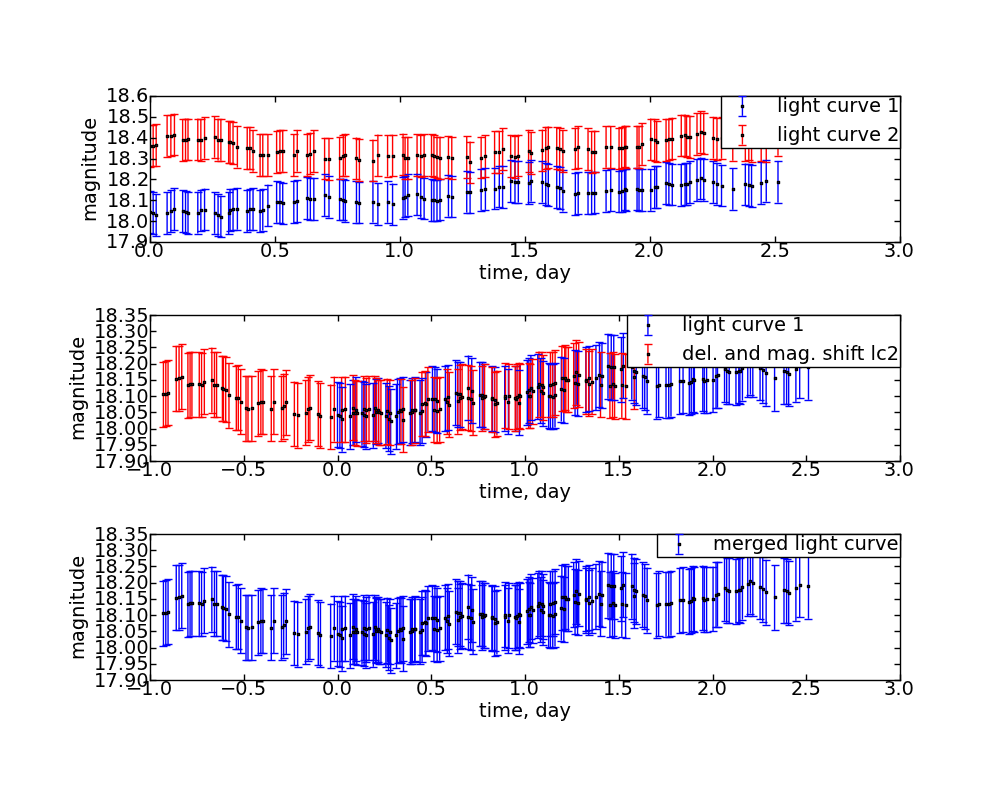 18.6
18.5
18.4
18.3
18.2
18.1
18.0
17.9
magnitude
light curve 1
light curve 2
0.0 0.5 1.0 1.5 2.0 2.5 3.0
time, day
18.35
18.30
18.25
18.20
18.15
18.10
18.05
18.00
17.95
17.90
magnitude
light curve 1
del. and mag. shift lc2
−1.0 −0.5 0.0 0.5 1.0 1.5 2.0 2.5 3.0
time, day
18.35
18.30
18.25
18.20
18.15
18.10
18.05
18.00
17.95
17.90
magnitude
merged light curve
−1.0 −0.5 0.0 0.5 1.0 1.5 2.0 2.5 3.0
time, day